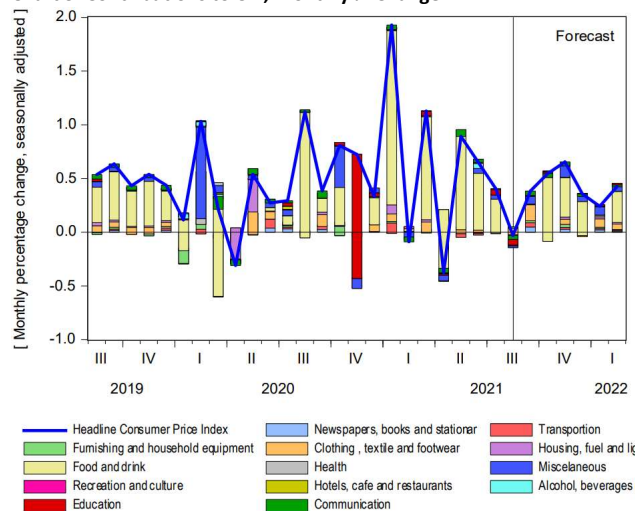 [ Monthly percentage change, seasonally adjusted ]
2.0
1.5
1.0
0.5
0.0
-0.5
-1.0
Forecast
III IV I II III IV I II III IV I
2019 2020 2021 2022
Headline Consumer Price Index Newspapers, books and stationar Transportion
Furnishing and household equipment Clothing , textile and footwear Housing, fuel and lig
Food and drink Health Miscelaneous
Recreation and culture Hotels, cafe and restaurants Alcohol, beverages
Education Communication